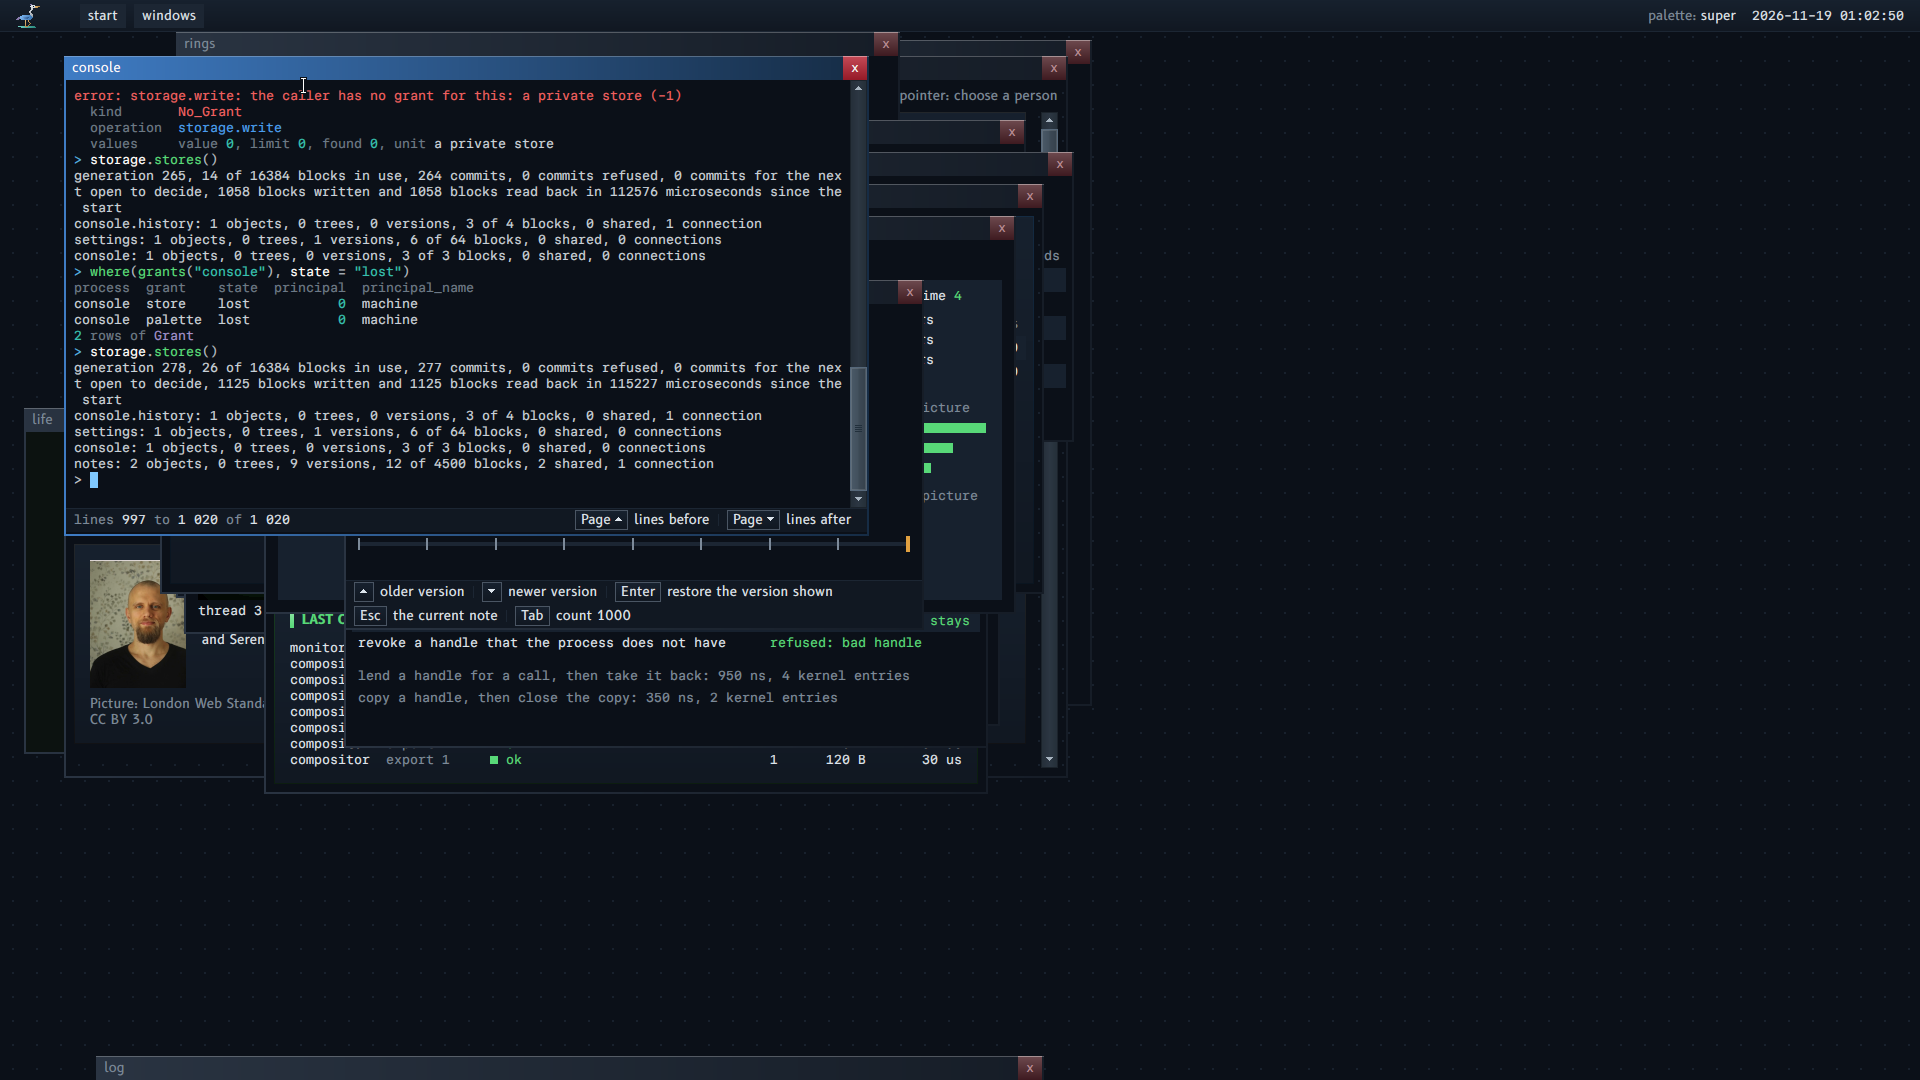 start windows palette: super 2026-11-19 01:02:50
rings x
x
console x
x
error: storage.write: the caller has no grant for this: a private store (-1)
pointer: choose a person
kind No_Grant
operation storage.write
x
values value 0, limit 0, found 0, unit a private store
> storage.stores()
x
generation 265, 14 of 16384 blocks in use, 264 commits, 0 commits refused, 0 commits for the nex
t open to decide, 1058 blocks written and 1058 blocks read back in 112576 microseconds since the
x
start
console.history: 1 objects, 0 trees, 0 versions, 3 of 4 blocks, 0 shared, 1 connection
x
settings: 1 objects, 0 trees, 1 versions, 6 of 64 blocks, 0 shared, 0 connections
console: 1 objects, 0 trees, 0 versions, 3 of 3 blocks, 0 shared, 0 connections
ds
> where(grants("console"), state = "lost")
process grant state principal principal_name
x
console store lost 0 machine
ime 4
console palette lost 0 machine
rs
2 rows of Grant
rs
> storage.stores()
rs
generation 278, 26 of 16384 blocks in use, 277 commits, 0 commits refused, 0 commits for the nex
t open to decide, 1125 blocks written and 1125 blocks read back in 115227 microseconds since the
start
console.history: 1 objects, 0 trees, 0 versions, 3 of 4 blocks, 0 shared, 1 connection
icture
life
settings: 1 objects, 0 trees, 1 versions, 6 of 64 blocks, 0 shared, 0 connections
console: 1 objects, 0 trees, 0 versions, 3 of 3 blocks, 0 shared, 0 connections
notes: 2 objects, 0 trees, 9 versions, 12 of 4500 blocks, 2 shared, 1 connection
>
picture
lines 997 to 1 020 of 1 020 Page lines before Page lines after
older version newer version Enter restore the version shown
Esc the current note Tab count 1000
thread 3
LAST C
stays
and Seren
revoke a handle that the process does not have refused: bad handle
monitor
composi
lend a handle for a call, then take it back: 950 ns, 4 kernel entries
composi
composi
copy a handle, then close the copy: 350 ns, 2 kernel entries
Picture: London Web Standa
CC BY 3.0
composi
composi
composi
compositor export 1 ok 1 120 B 30 us
log x